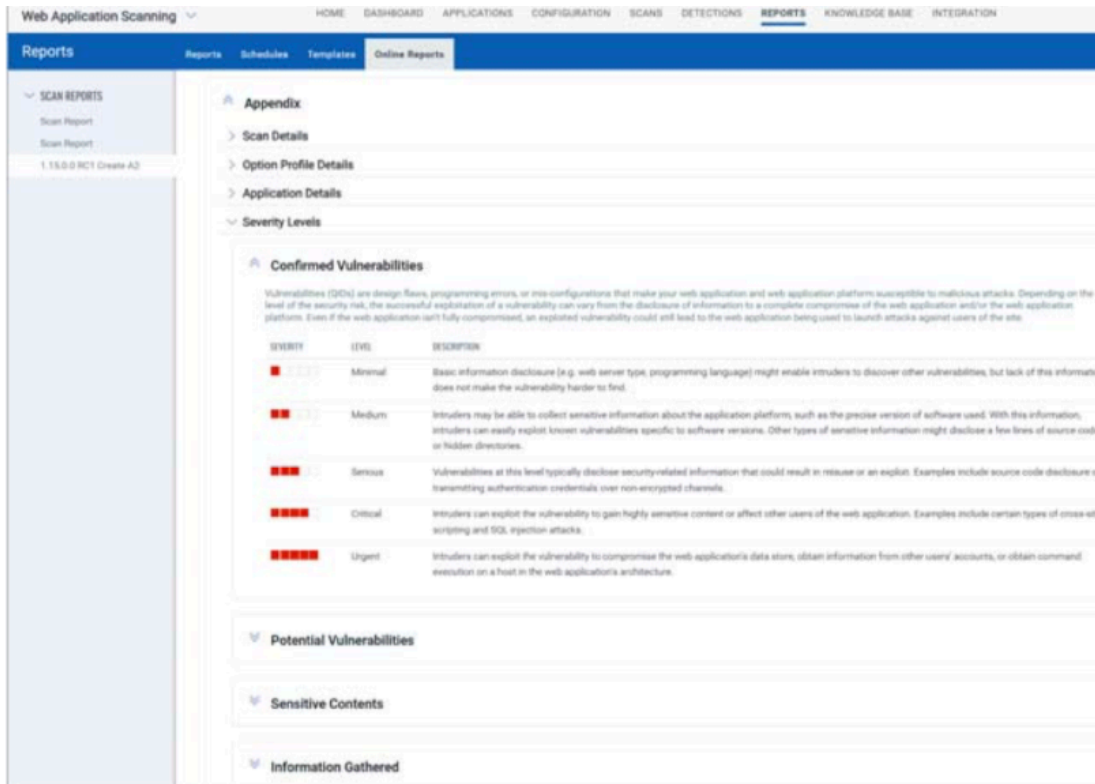 Web Application Scanning
HOME DASHBOARD APPLICATIONS CONFIGURATION SCANS DETECTIONS REPORTS KNOWLEDGE BASE INTEGRATION
Reports
Reports Schedules Templates Online Reports
SCAN REPORTS
Scan Report
Scan Report
1.15.0.0 RC1 Create A2
Appendix
Scan Details
Option Profile Details
Application Details
Severity Levels
Confirmed Vulnerabilities
Vulnerabilities (QIDs) are design flaws, programming errors, or mis-configurations that make your web application and web application platform susceptible to malicious attacks. Depending on the
level of the security risk, the successful exploitation of a vulnerability can vary from the disclosure of information to a complete compromise of the web application and/or the web application
platform. Even if the web application isn't fully compromised, an exploited vulnerability could still lead to the web application being used to launch attacks against users of the site.
SEVERITY LEVEL DESCRIPTION
Minimal Basic information disclosure (e.g. web server type, programming language) might enable intruders to discover other vulnerabilities, but lack of this informati
does not make the vulnerability harder to find.
Medium Intruders may be able to collect sensitive information about the application platform, such as the precise version of software used. With this information,
intruders can easily exploit known vulnerabilities specific to software versions. Other types of sensitive information might disclose a few lines of source code
or hidden directories.
Serious Vulnerabilities at this level typically disclose security-related information that could result in misuse or an exploit. Examples include source code disclosure
transmitting authentication credentials over non-encrypted channels.
Critical Intruders can exploit the vulnerability to gain highly sensitive content or affect other users of the web application. Examples include certain types of cross-si
scripting and SQL injection attacks.
Urgent Intruders can exploit the vulnerability to compromise the web application's data store, obtain information from other users' accounts, or obtain command
execution on a host in the web application's architecture.
Potential Vulnerabilities
Sensitive Contents
Information Gathered